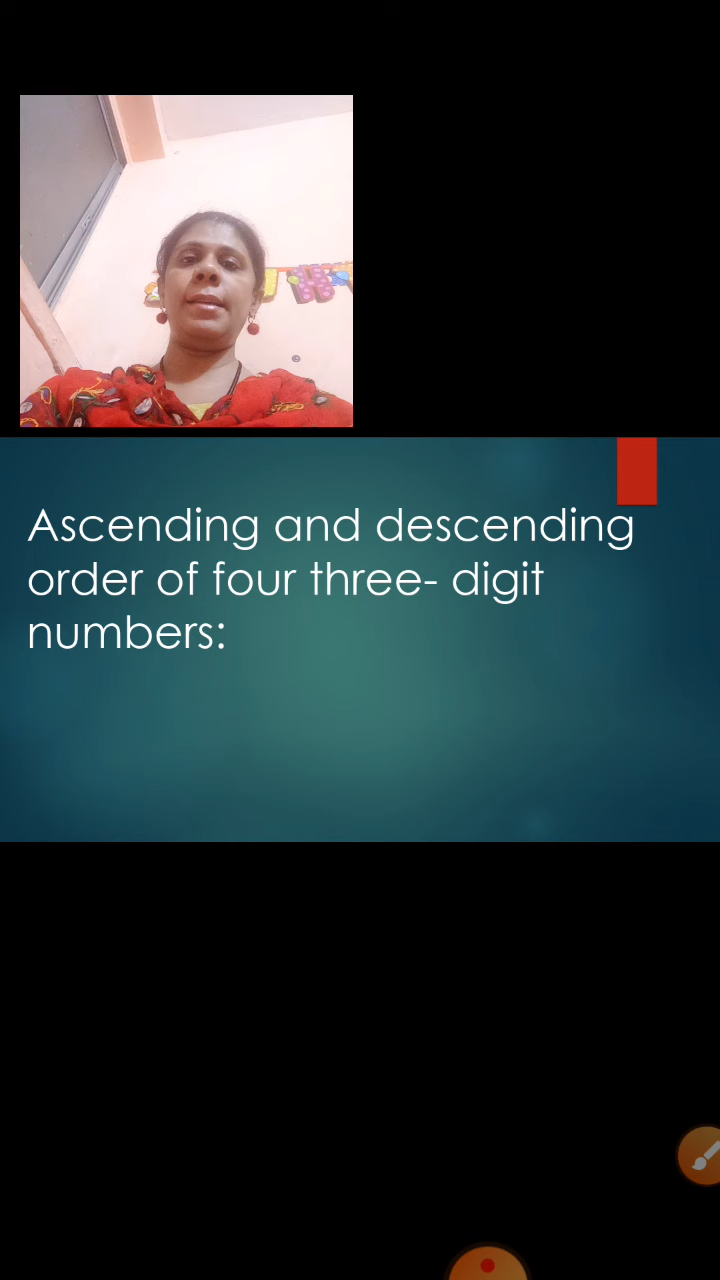 Ascending and descending
order of four three- digit
numbers: